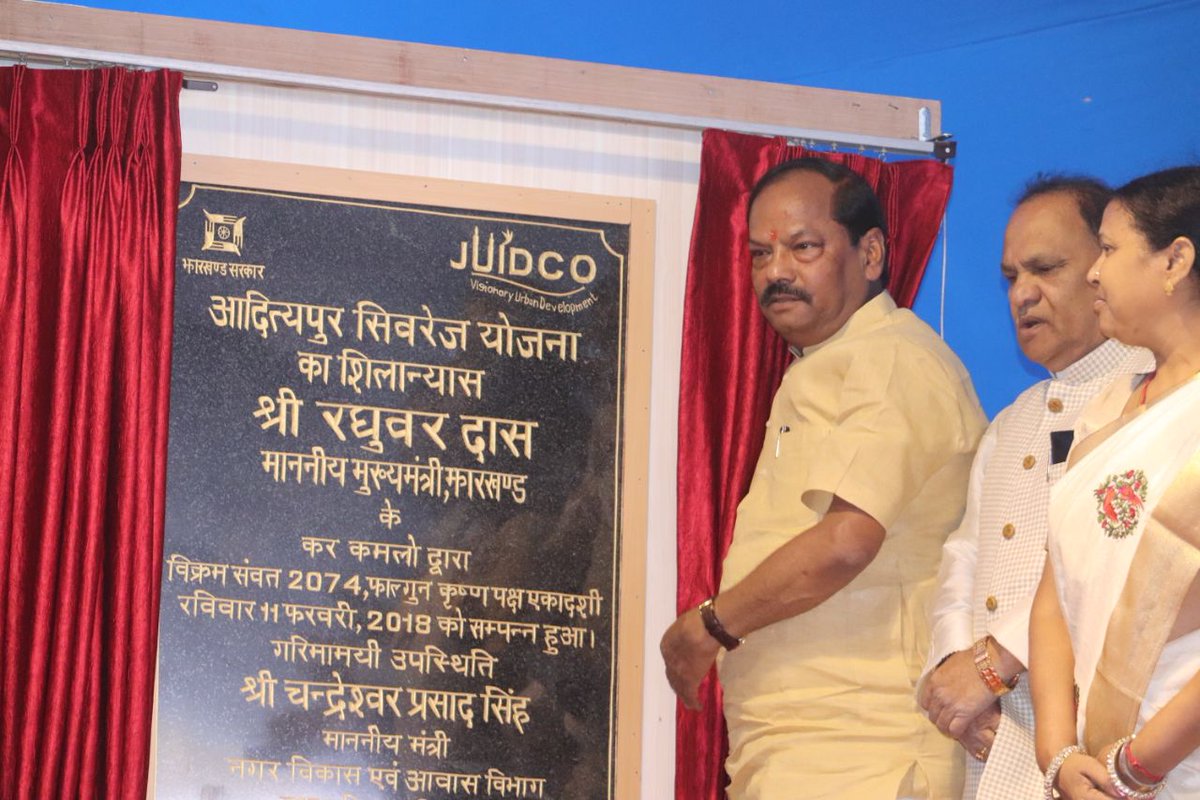 झारखण्ड सरकार
JUIDCO
Visionary Urban Development
आदित्यपुर सिवरेज योजना
का शिलान्यास
श्री रघुवर दास
माननीय मुख्यमंत्री,झारखण्ड
के
कर कमलो द्वारा
विक्रम संवत 2074,फाल्गुन कृष्ण पक्ष एकादशी
रविवार 11 फरवरी, 2018 को सम्पन्न हुआ।
गरिमामयी उपस्थिति
श्री चन्द्रेश्वर प्रसाद सिंह
माननीय मंत्री
नगर विकास एवं आवास विभाग